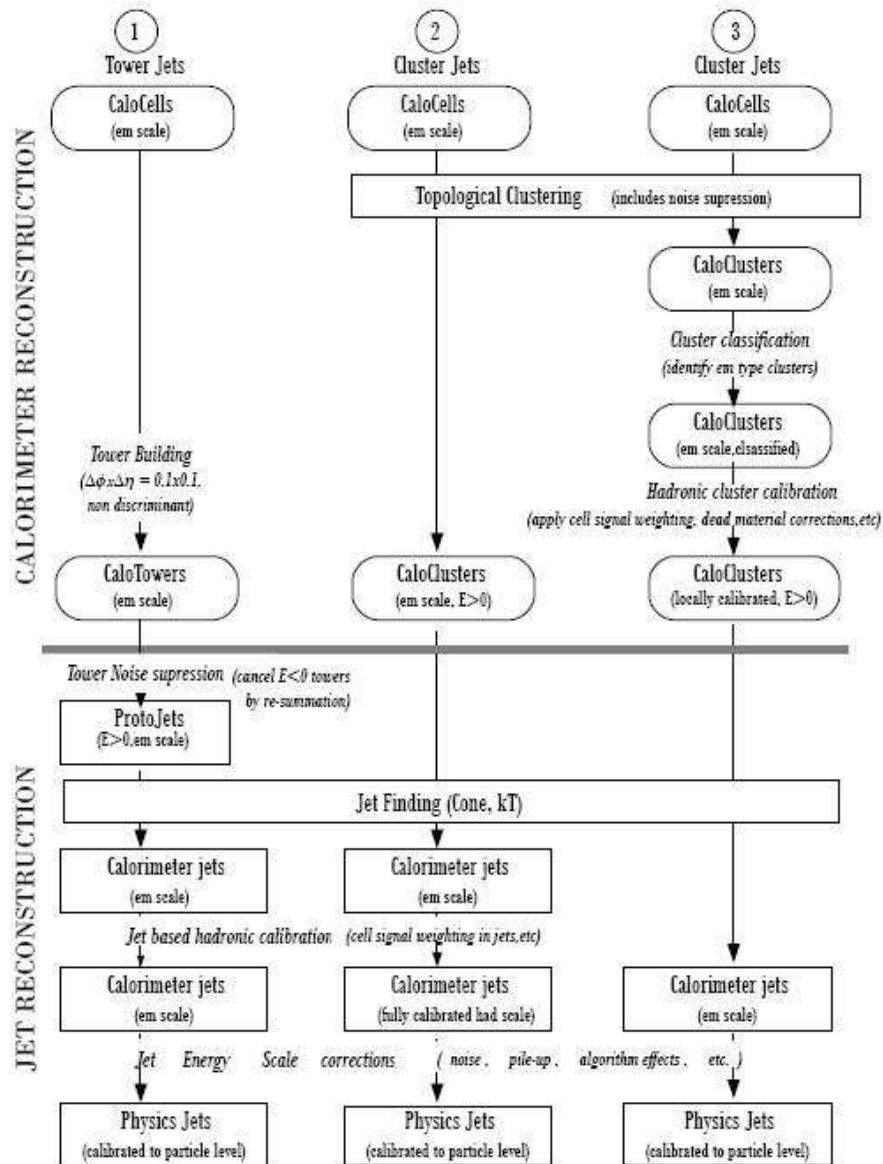 1 2 3
Tower Jets Cluster Jets Cluster Jets
CaloCells CaloCells CaloCells
(em scale) (em scale) (em scale)
Topological Clustering (includes noise supression)
CaloClusters
(em scale)
Cluster classification
(identify em type clusters)
CaloClusters
(em scale,clsassified)
Tower Building
(Δφ x Δη = 0.1x0.1,
non discriminant)
Hadronic cluster calibration
(apply cell signal weighting, dead material corrections,etc)
CaloTowers CaloClusters CaloClusters
(em scale) (em scale, E>0) (locally calibrated, E>0)
CALORIMETER RECONSTRUCTION
Tower Noise supression (cancel E<0 towers
by re-summation)
ProtoJets
(E>0,em scale)
Jet Finding (Cone, kT)
Calorimeter jets Calorimeter jets
(em scale) (em scale)
Jet based hadronic calibration (cell signal weighting in jets,etc)
Calorimeter jets Calorimeter jets Calorimeter jets
(em scale) (fully calibrated had scale) (em scale)
Jet Energy Scale corrections ( noise , pile-up , algorithm effects , etc. )
Physics Jets Physics Jets Physics Jets
(calibrated to particle level) (calibrated to particle level) (calibrated to particle level)
JET RECONSTRUCTION